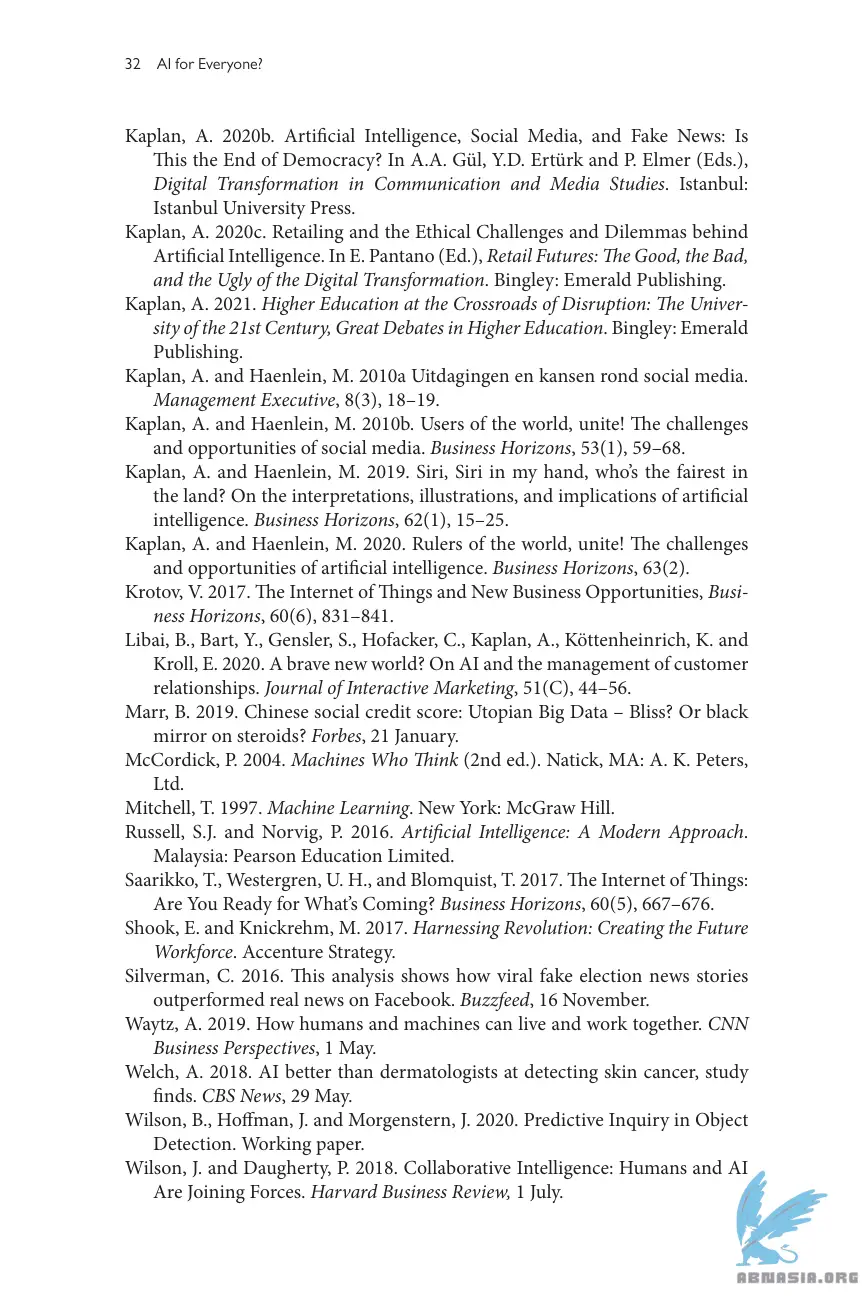 32 AI for Everyone?
Kaplan, A. 2020b. Artificial Intelligence, Social Media, and Fake News: Is
This the End of Democracy? In A.A. Gül, Y.D. Ertürk and P. Elmer (Eds.),
Digital Transformation in Communication and Media Studies. Istanbul:
Istanbul University Press.
Kaplan, A. 2020c. Retailing and the Ethical Challenges and Dilemmas behind
Artificial Intelligence. In E. Pantano (Ed.), Retail Futures: The Good, the Bad,
and the Ugly of the Digital Transformation. Bingley: Emerald Publishing.
Kaplan, A. 2021. Higher Education at the Crossroads of Disruption: The Univer-
sity of the 21st Century, Great Debates in Higher Education. Bingley: Emerald
Publishing.
Kaplan, A. and Haenlein, M. 2010a Uitdagingen en kansen rond social media.
Management Executive, 8(3), 18–19.
Kaplan, A. and Haenlein, M. 2010b. Users of the world, unite! The challenges
and opportunities of social media. Business Horizons, 53(1), 59–68.
Kaplan, A. and Haenlein, M. 2019. Siri, Siri in my hand, who’s the fairest in
the land? On the interpretations, illustrations, and implications of artificial
intelligence. Business Horizons, 62(1), 15–25.
Kaplan, A. and Haenlein, M. 2020. Rulers of the world, unite! The challenges
and opportunities of artificial intelligence. Business Horizons, 63(2).
Krotov, V. 2017. The Internet of Things and New Business Opportunities, Busi-
ness Horizons, 60(6), 831–841.
Libai, B., Bart, Y., Gensler, S., Hofacker, C., Kaplan, A., Köttenheinrich, K. and
Kroll, E. 2020. A brave new world? On AI and the management of customer
relationships. Journal of Interactive Marketing, 51(C), 44–56.
Marr, B. 2019. Chinese social credit score: Utopian Big Data – Bliss? Or black
mirror on steroids? Forbes, 21 January.
McCordick, P. 2004. Machines Who Think (2nd ed.). Natick, MA: A. K. Peters,
Ltd.
Mitchell, T. 1997. Machine Learning. New York: McGraw Hill.
Russell, S.J. and Norvig, P. 2016. Artificial Intelligence: A Modern Approach.
Malaysia: Pearson Education Limited.
Saarikko, T., Westergren, U. H., and Blomquist, T. 2017. The Internet of Things:
Are You Ready for What’s Coming? Business Horizons, 60(5), 667–676.
Shook, E. and Knickrehm, M. 2017. Harnessing Revolution: Creating the Future
Workforce. Accenture Strategy.
Silverman, C. 2016. This analysis shows how viral fake election news stories
outperformed real news on Facebook. Buzzfeed, 16 November.
Waytz, A. 2019. How humans and machines can live and work together. CNN
Business Perspectives, 1 May.
Welch, A. 2018. AI better than dermatologists at detecting skin cancer, study
finds. CBS News, 29 May.
Wilson, B., Hoffman, J. and Morgenstern, J. 2020. Predictive Inquiry in Object
Detection. Working paper.
Wilson, J. and Daugherty, P. 2018. Collaborative Intelligence: Humans and AI
Are Joining Forces. Harvard Business Review, 1 July.
ABNASIA.ORG